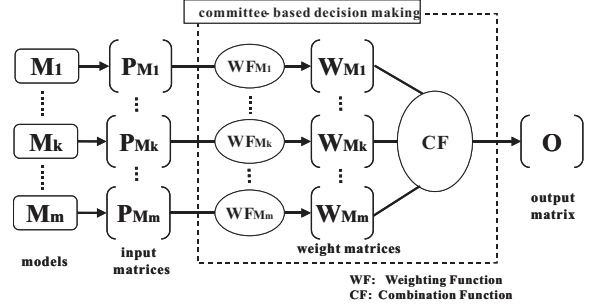 committee- based decision making
M1 PM1 WFM1 WM1
Mk PMk WFMk WMk CF O
Mm PMm WFMm WMm
output
matrix
models
input
matrices
weight matrices
WF: Weighting Function
CF: Combination Function